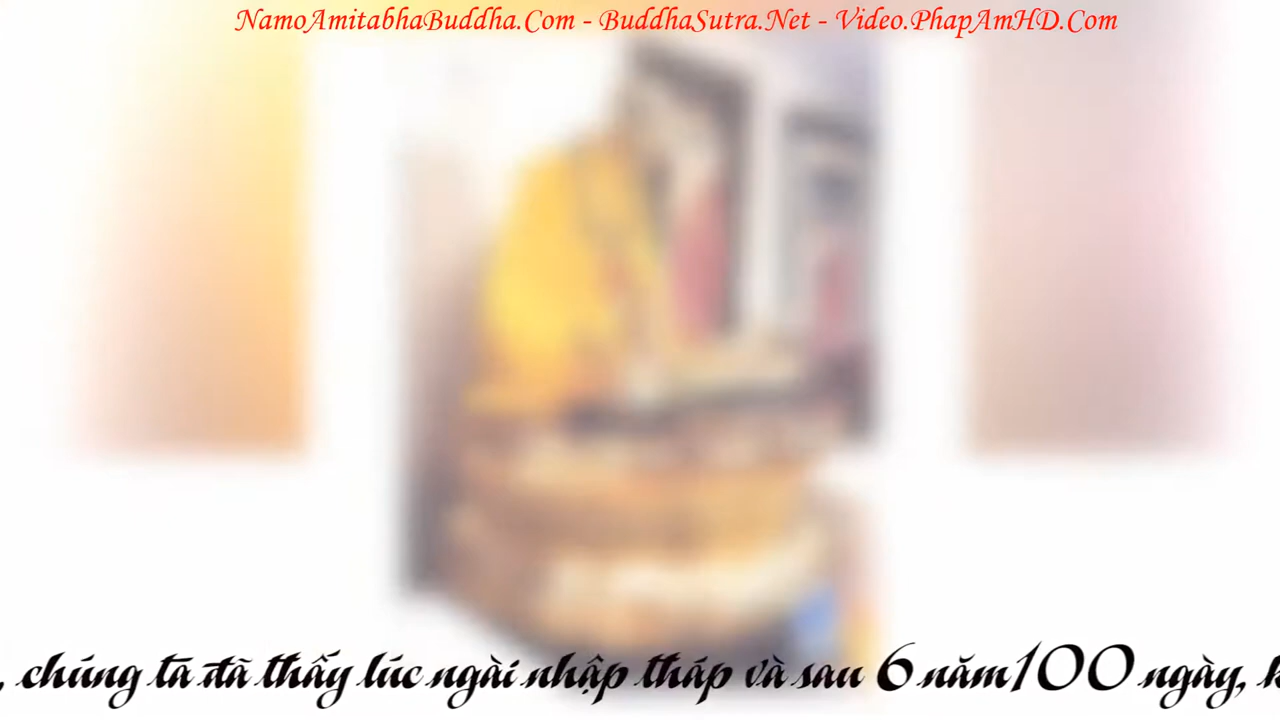 NamoAmitabhaBuddha.Com - BuddhaSutra.Net - Video.PhapAmHD.Com
, chúng ta đã thấy lúc ngài nhập tháp và sau 6 năm 100 ngày,